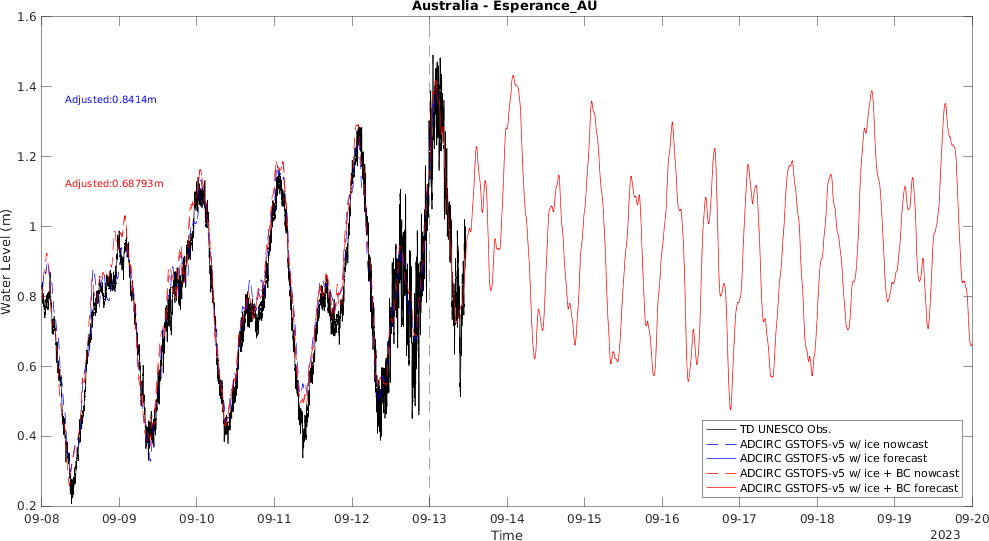 Australia - Esperance_AU
1.6
1.4
1.2
1
0.8
0.6
0.4
0.2
Water Level (m)
Adjusted:0.8414m
Adjusted:0.68793m
TD UNESCO Obs.
ADCIRC GSTOFS-v5 w/ ice nowcast
ADCIRC GSTOFS-v5 w/ ice forecast
ADCIRC GSTOFS-v5 w/ ice + BC nowcast
ADCIRC GSTOFS-v5 w/ ice + BC forecast
09-08 09-09 09-10 09-11 09-12 09-13 09-14 09-15 09-16 09-17 09-18 09-19 09-20
Time
2023